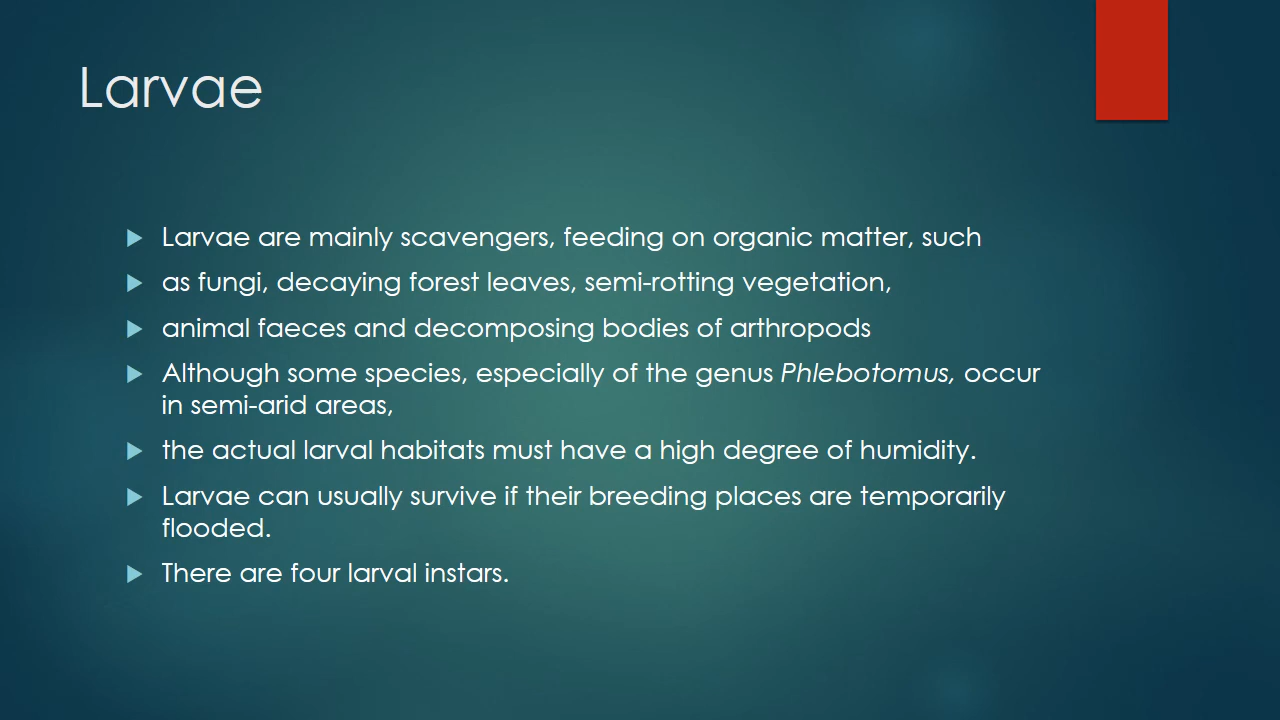 Larvae
Larvae are mainly scavengers, feeding on organic matter, such
as fungi, decaying forest leaves, semi-rotting vegetation,
animal faeces and decomposing bodies of arthropods
Although some species, especially of the genus Phlebotomus, occur
in semi-arid areas,
the actual larval habitats must have a high degree of humidity.
Larvae can usually survive if their breeding places are temporarily
flooded.
There are four larval instars.